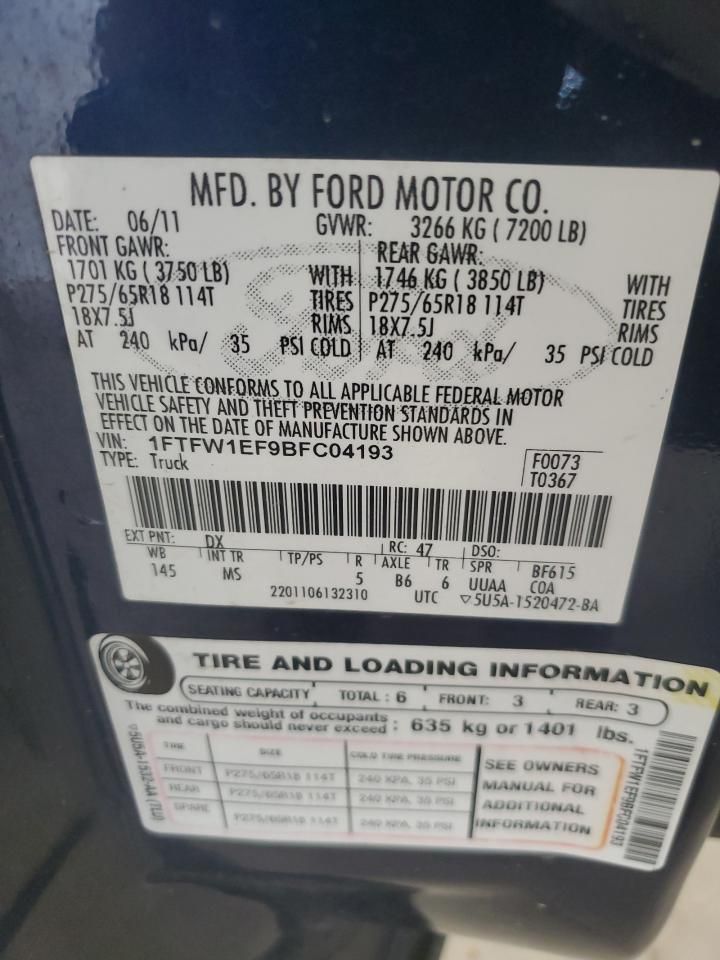 MFD. BY FORD MOTOR CO.
DATE: 06/11 GVWR: 3266 KG ( 7200 LB)
FRONT GAWR: REAR GAWR:
1701 KG ( 3750 LB) WITH 1746 KG ( 3850 LB) WITH
P275/65R18 114T TIRES P275/65R18 114T TIRES
18X7.5J RIMS 18X7.5J RIMS
AT 240 kPa/ 35 PSI COLD AT 240 kPa/ 35 PSI COLD
THIS VEHICLE CONFORMS TO ALL APPLICABLE FEDERAL MOTOR
VEHICLE SAFETY AND THEFT PREVENTION STANDARDS IN
EFFECT ON THE DATE OF MANUFACTURE SHOWN ABOVE.
VIN: 1FTFW1EF9BFC04193
TYPE: Truck
F0073
T0367
EXT PNT: DX RC: 47 DSO:
WB INT TR TP/PS R AXLE TR SPR BF615
145 MS 5 B6 6 UUAA COA
2201106132310 UTC ▽5U5A-1520472-BA
Ford
TIRE AND LOADING INFORMATION
SEATING CAPACITY TOTAL : 6 FRONT: 3 REAR: 3
The combined weight of occupants
and cargo should never exceed : 635 kg or 1401 lbs.
TIRE SIZE COLD TIRE PRESSURE
FRONT P275/65R18 114T 240 KPA, 35 PSI
REAR P275/65R18 114T 240 KPA, 35 PSI
SPARE P275/65R18 114T 240 KPA, 35 PSI
SEE OWNERS
MANUAL FOR
ADDITIONAL
INFORMATION
▽5U5A-1532-AA (TLU)
1FTFW1EF9BFC04193